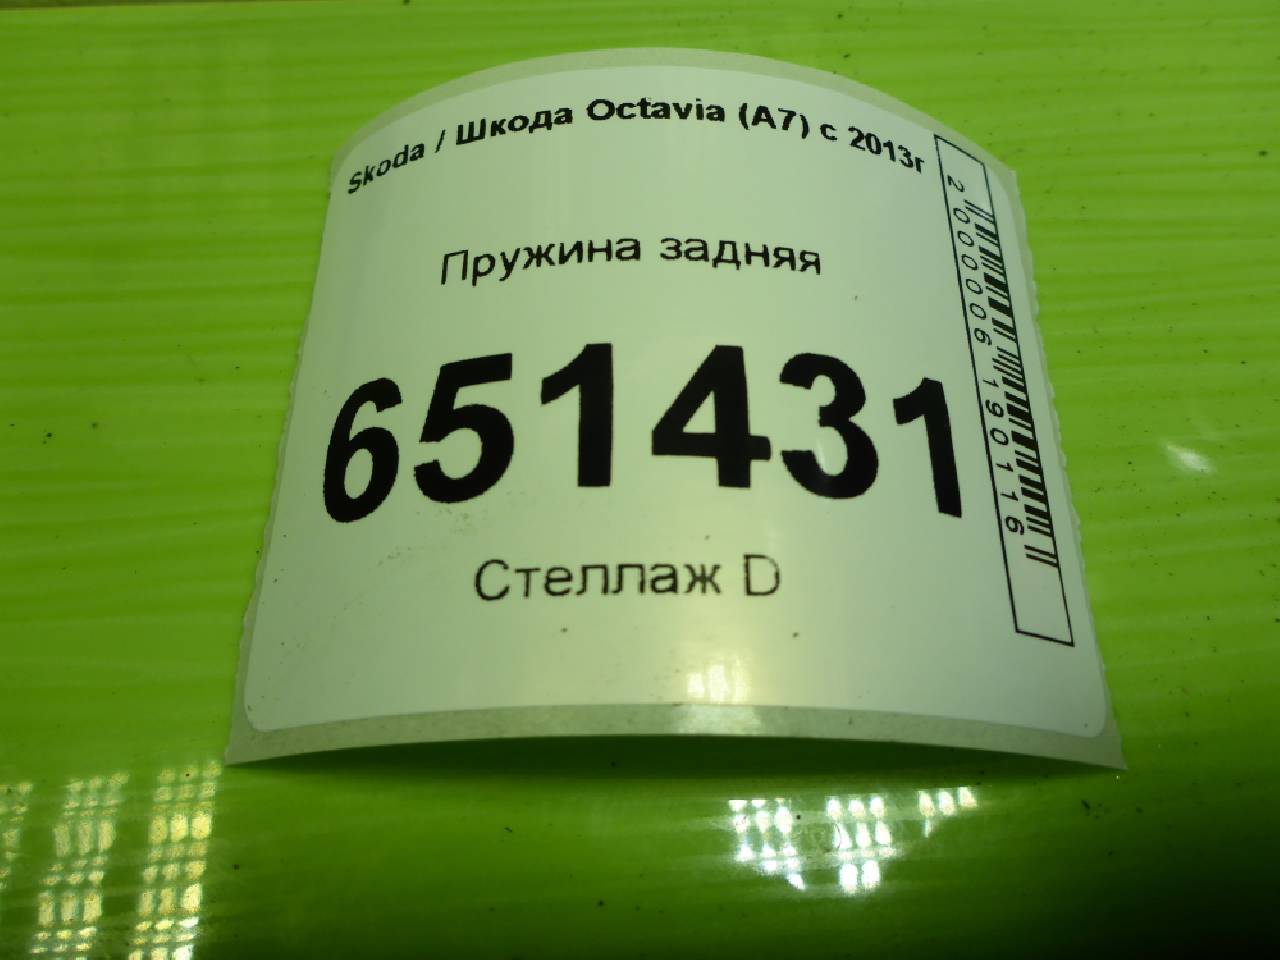 Skoda / Шкода Octavia (A7) с 2013г
Пружина задняя
651431
Стеллаж D
2000006190116